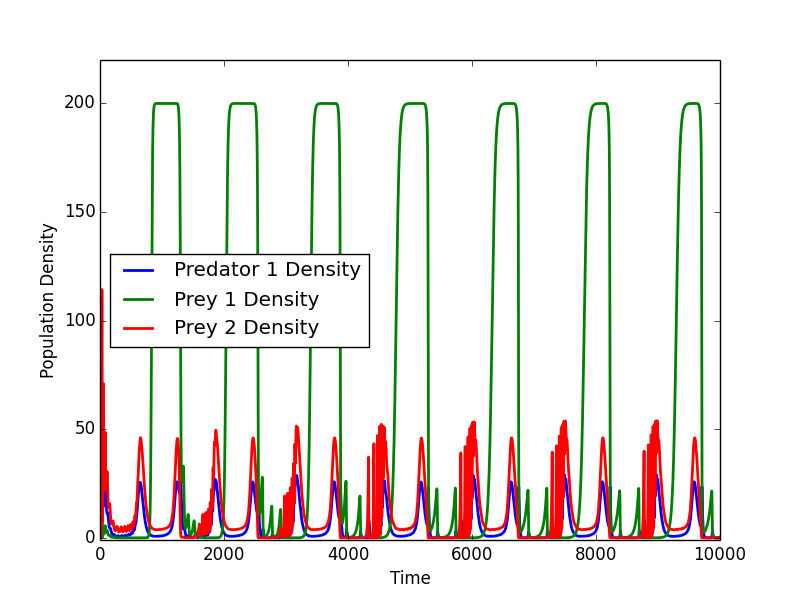 200
150
100
50
0
Population Density
Predator 1 Density
Prey 1 Density
Prey 2 Density
0 2000 4000 6000 8000 10000
Time